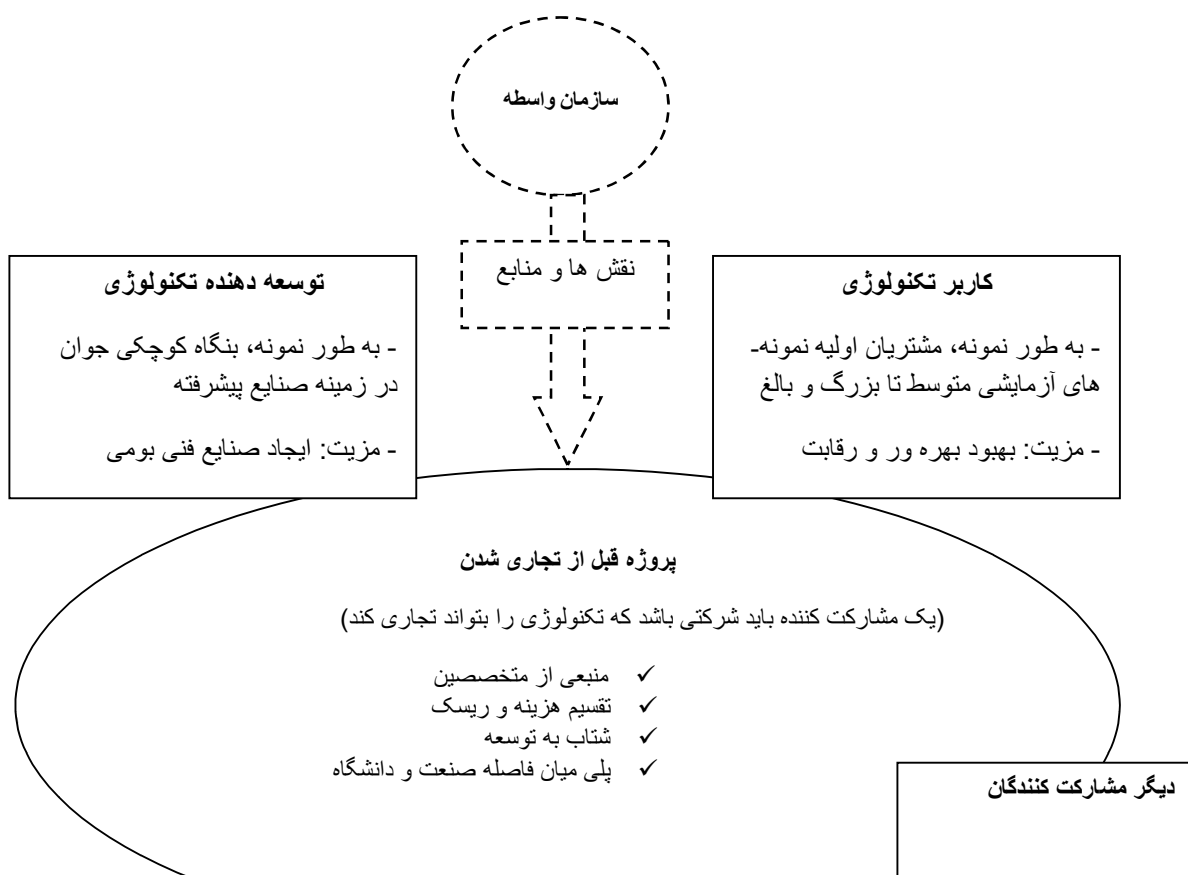 سازمان واسطه
نقش ها و منابع
کاربر تکنولوژی
- به طور نمونه، مشتریان اولیه نمونه-
های آزمایشی متوسط تا بزرگ و بالغ
- مزیت: بهبود بهره ور و رقابت
توسعه دهنده تکنولوژی
- به طور نمونه، بنگاه کوچکی جوان
در زمینه صنایع پیشرفته
- مزیت: ایجاد صنایع فنی بومی
پروژه قبل از تجاری شدن
(یک مشارکت کننده باید شرکتی باشد که تکنولوژی را بتواند تجاری کند)
✓ منبعی از متخصصین
✓ تقسیم هزینه و ریسک
✓ شتاب به توسعه
✓ پلی میان فاصله صنعت و دانشگاه
دیگر مشارکت کنندگان